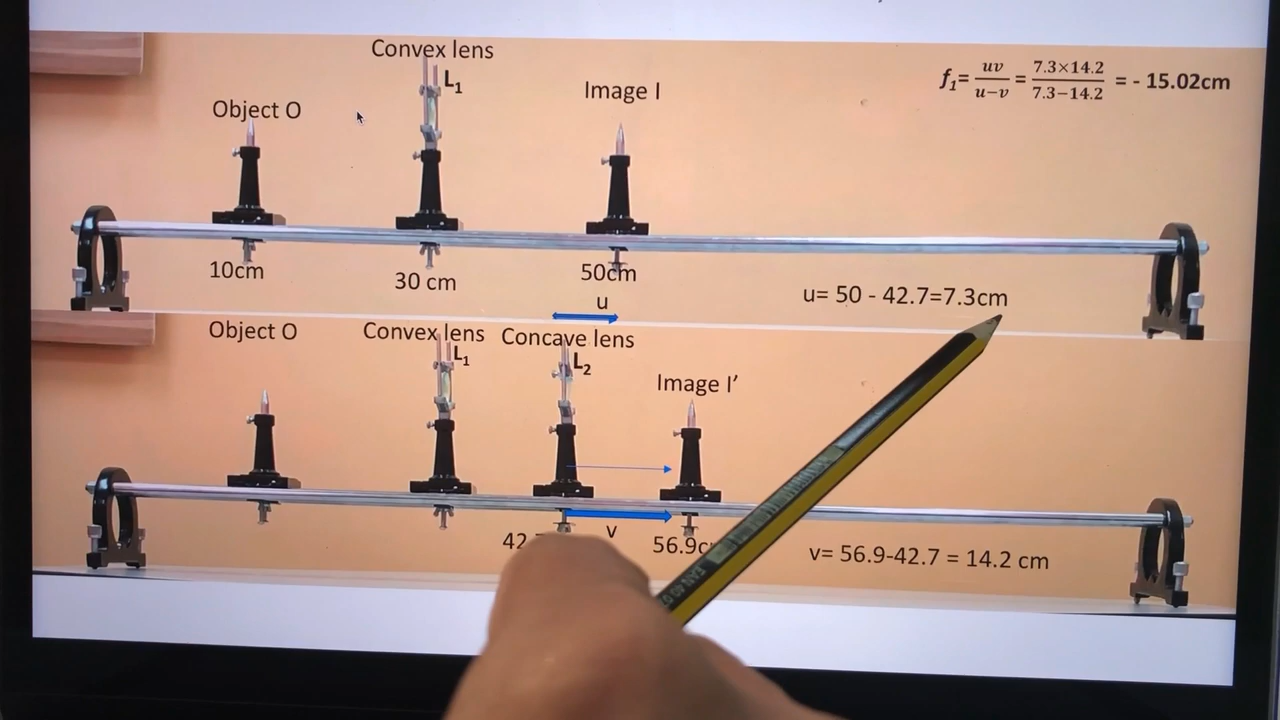 Convex lens
L1
Object O
Image I
f1= uv/u−v = 7.3×14.2/7.3−14.2 = - 15.02cm
10cm
30 cm
50cm
u
u= 50 - 42.7=7.3cm
Object O
Convex lens
L1
Concave lens
L2
Image I’
v
42
56.9c
v= 56.9-42.7 = 14.2 cm